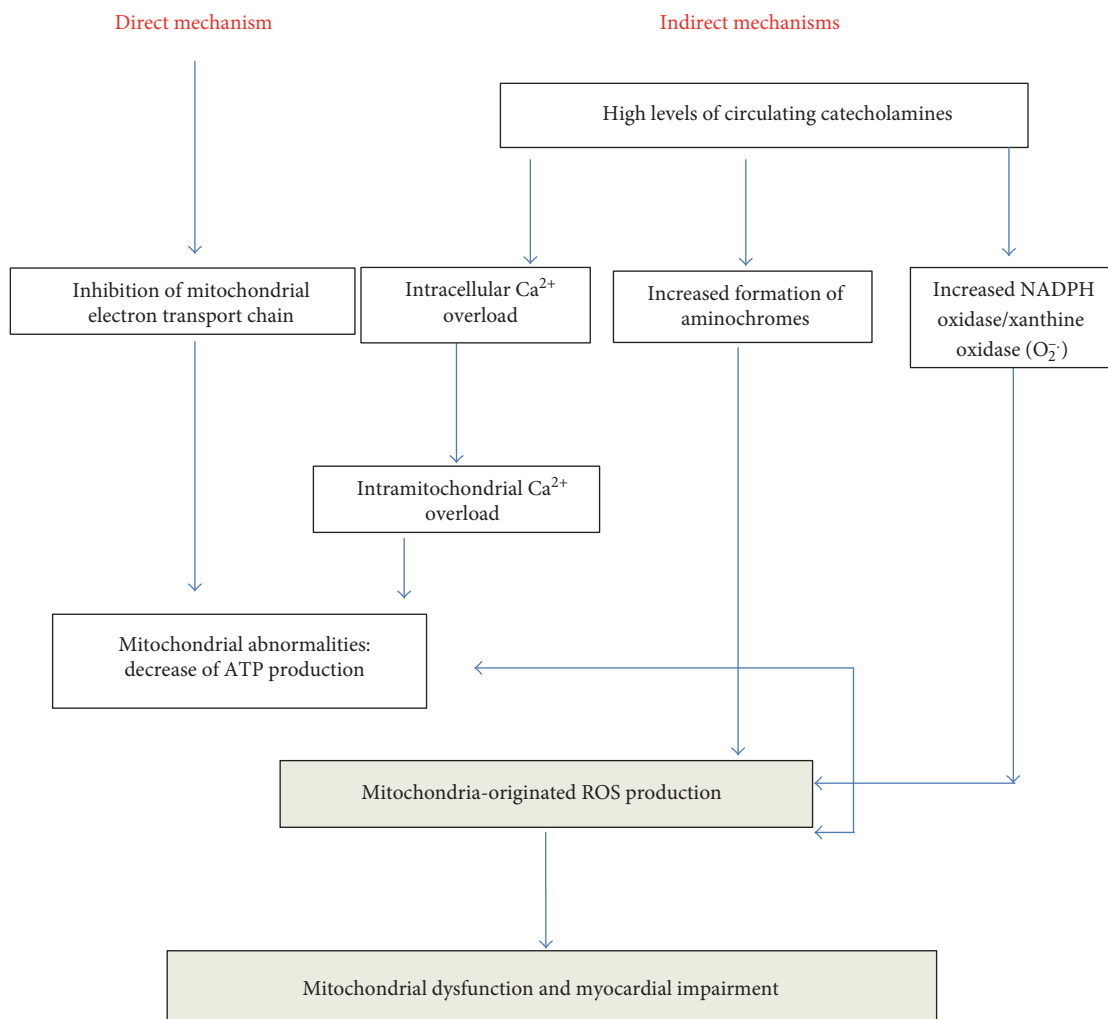 Direct mechanism
Indirect mechanisms
High levels of circulating catecholamines
Inhibition of mitochondrial
electron transport chain
Intracellular Ca²⁺
overload
Increased formation of
aminochromes
Increased NADPH
oxidase/xanthine
oxidase (O₂⁻·)
Intramitochondrial Ca²⁺
overload
Mitochondrial abnormalities:
decrease of ATP production
Mitochondria-originated ROS production
Mitochondrial dysfunction and myocardial impairment